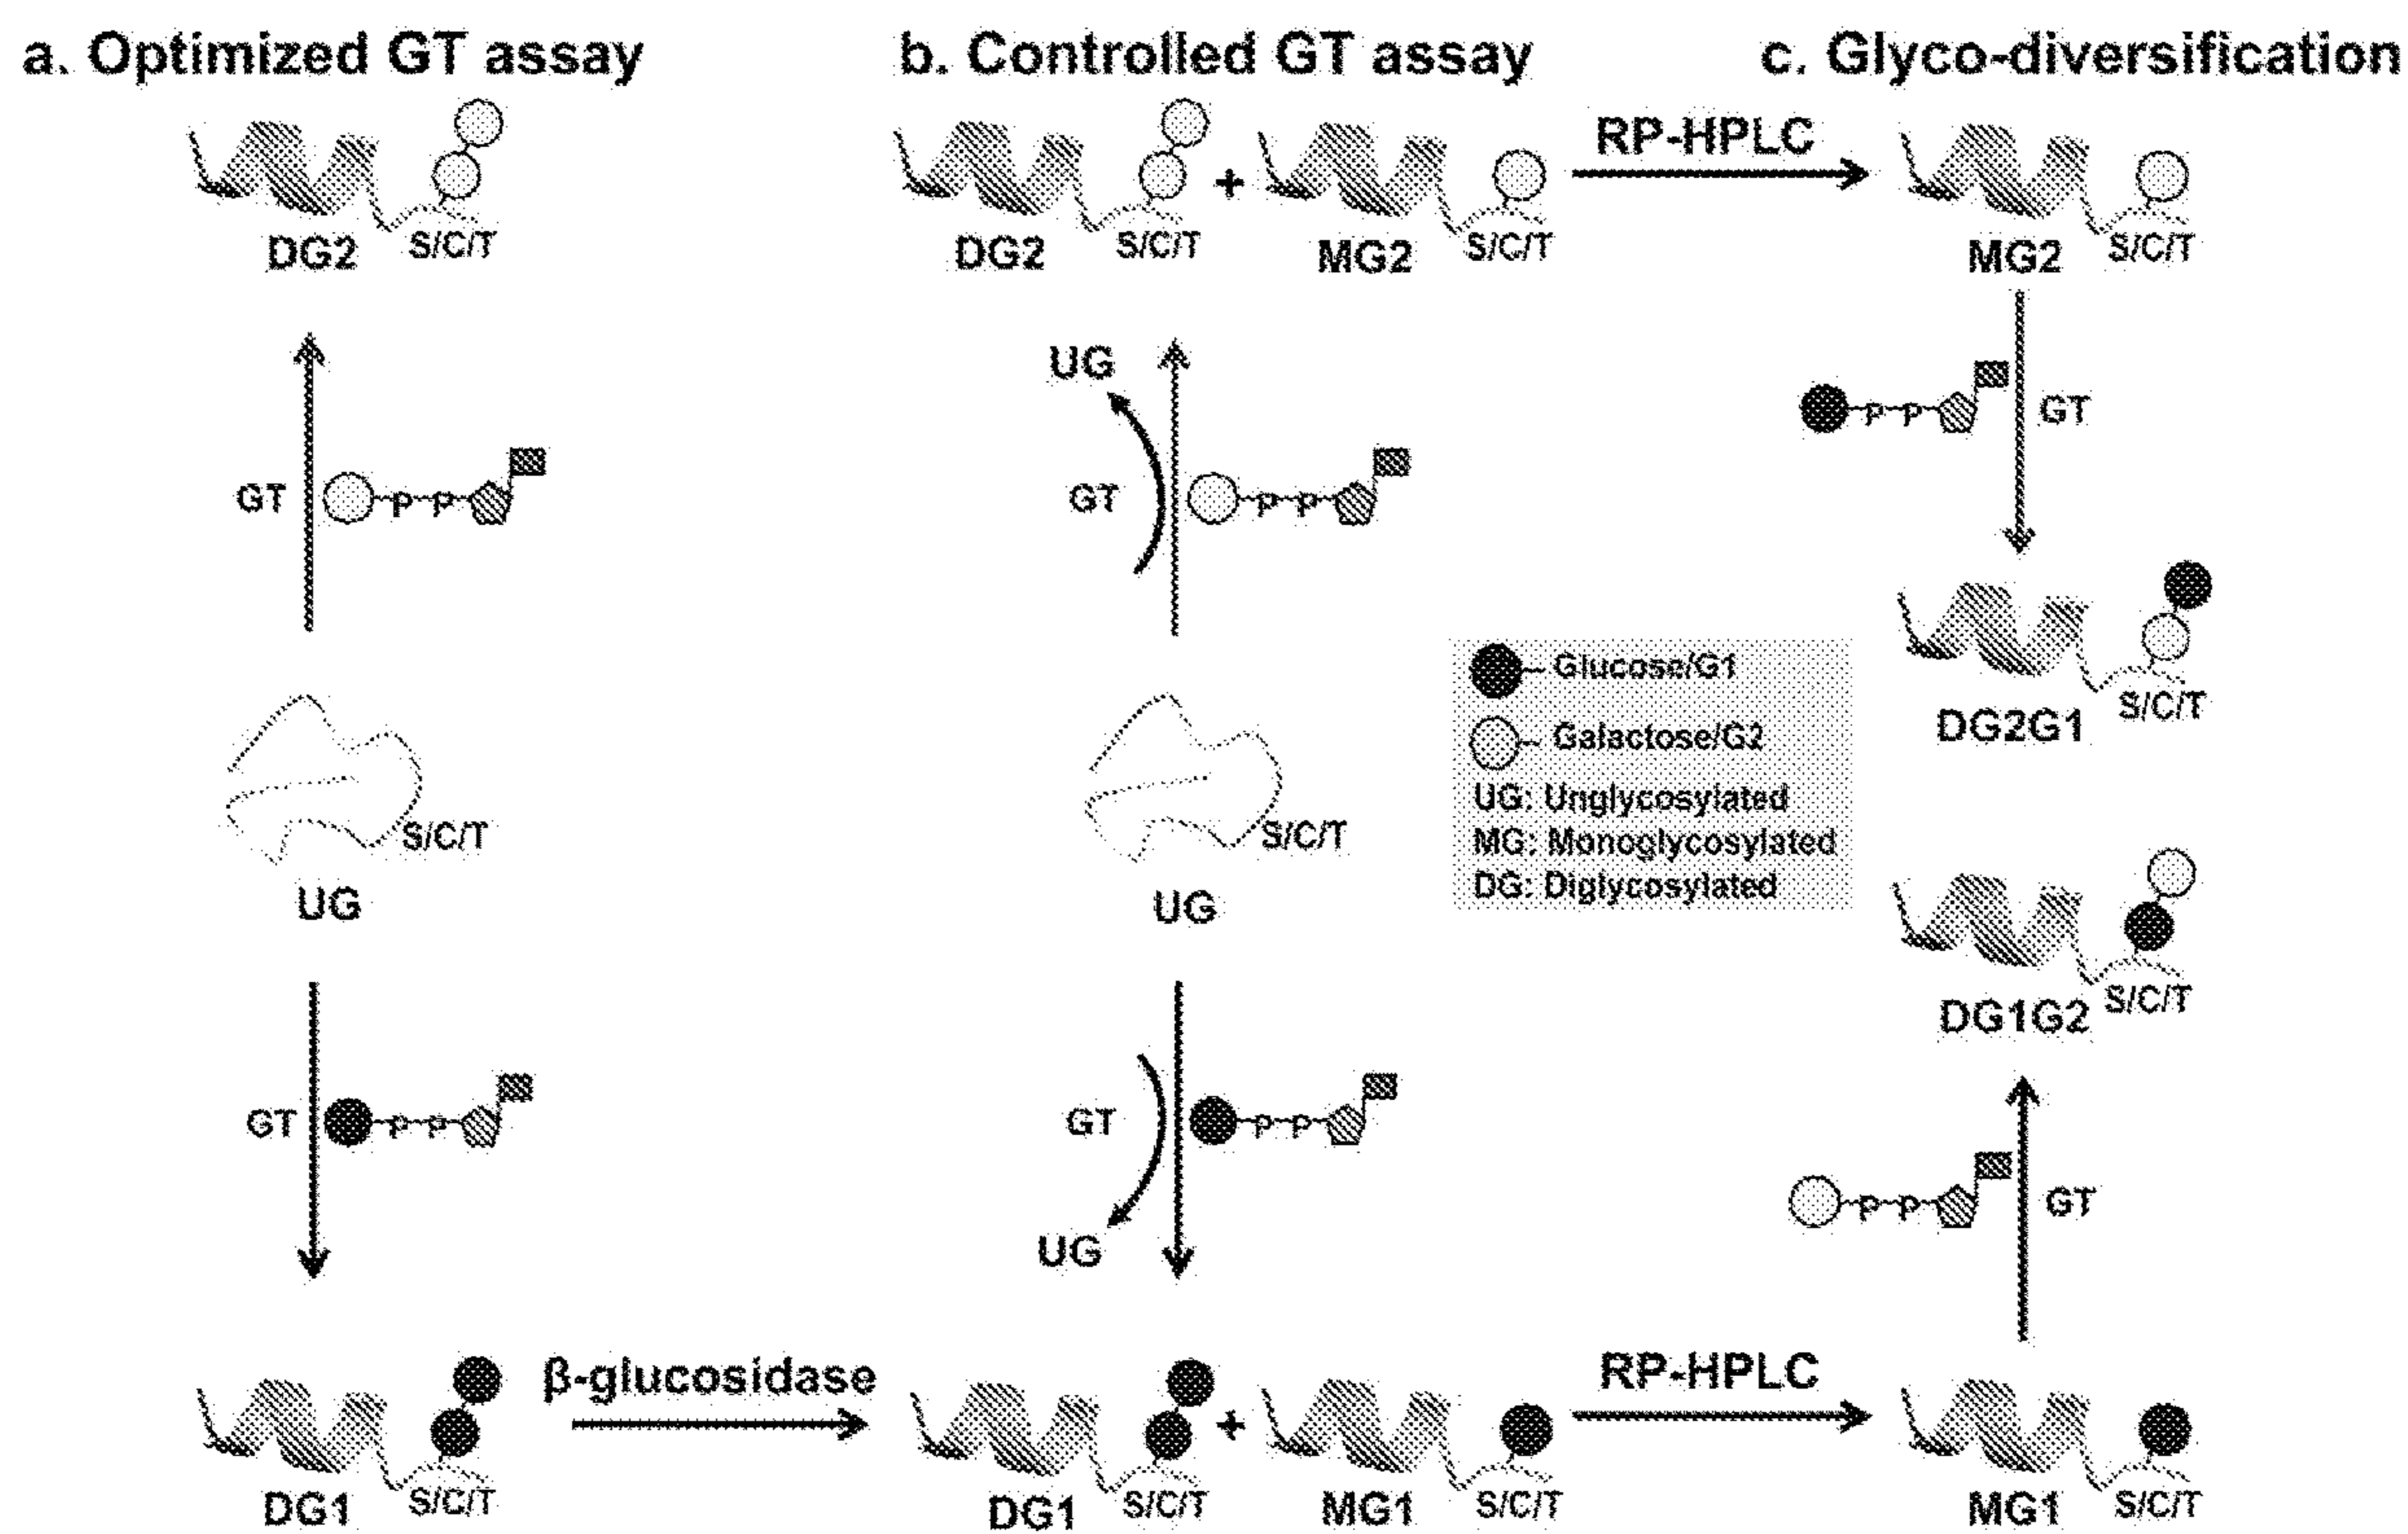 a. Optimized GT assay
b. Controlled GT assay
c. Glyco-diversification
DG2
S/C/T
DG2
S/C/T
+
MG2
S/C/T
RP-HPLC
MG2
S/C/T
GT
P
P
UG
GT
P
P
P
P
GT
DG2G1
S/C/T
Glucose/G1
Galactose/G2
UG: Unglycosylated
MG: Monoglycosylated
DG: Diglycosylated
S/C/T
UG
S/C/T
UG
DG1G2
S/C/T
GT
P
P
GT
P
P
UG
P
P
GT
DG1
S/C/T
β-glucosidase
DG1
S/C/T
+
MG1
S/C/T
RP-HPLC
MG1
S/C/T